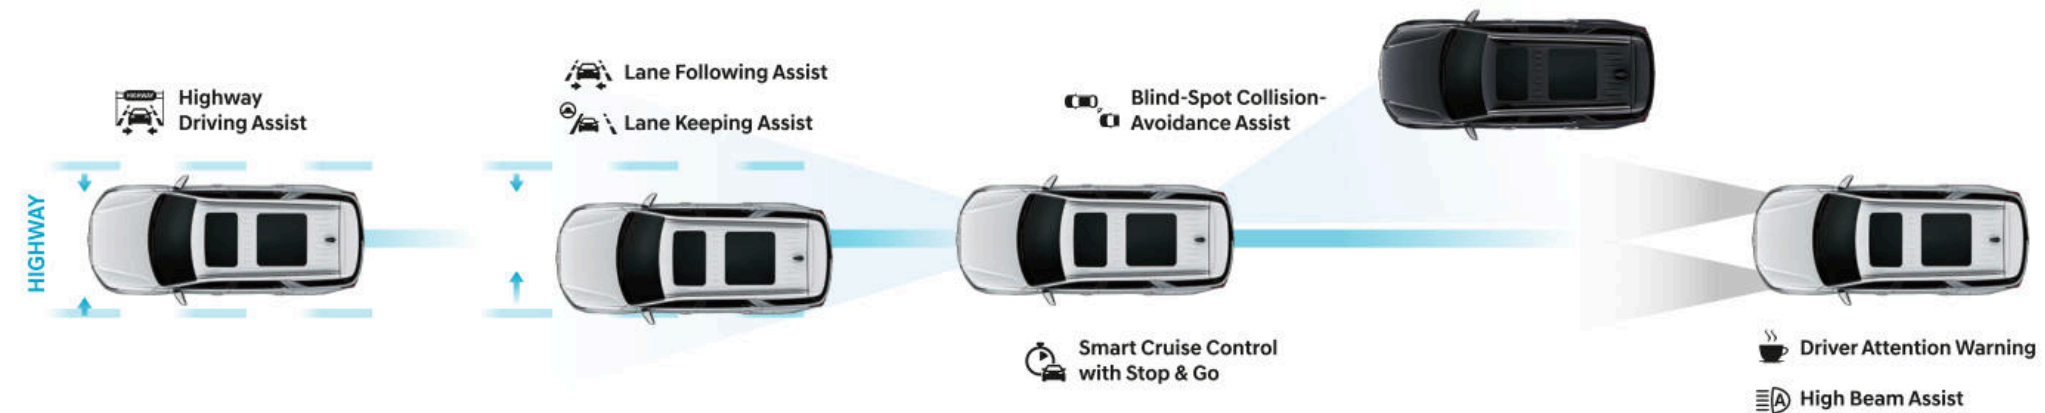 HIGHWAY
HIGHWAY
Highway
Driving Assist
Lane Following Assist
Lane Keeping Assist
Blind-Spot Collision-
Avoidance Assist
Smart Cruise Control
with Stop & Go
Driver Attention Warning
A
High Beam Assist